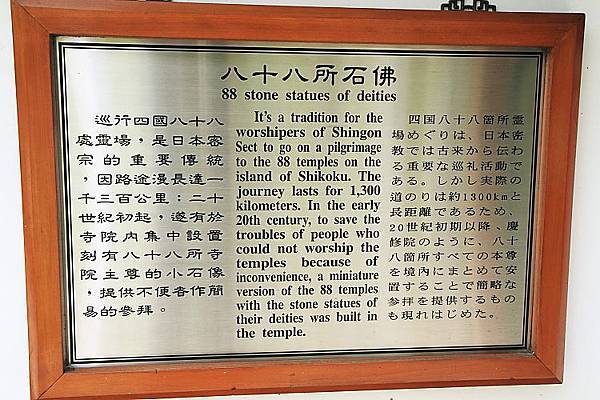 八十八所石佛
88 stone statues of deities
巡行四國八十八
處靈場，是日本密
宗的重要傳統
，因路途漫長達一
千三百公里：二十
世紀初起，遂有於
寺院內集中設置
刻有八十八所寺
院主尊的小石像
，提供不便者作簡
易的參拜。
It's a tradition for the
worshipers of Shingon
Sect to go on a pilgrimage
to the 88 temples on the
island of Shikoku. The
journey lasts for 1,300
kilometers. In the early
20th century, to save the
troubles of people who
could not worship the
temples because of
inconvenience, a miniature
version of the 88 temples
with the stone statues of
their deities was built in
the temple.
四国八十八箇所霊
場めぐりは、日本密
教では古来から伝わ
る重要な巡礼活動で
ある。しかし実際の
道のりは約1300kmと
長距離であるため、
20世紀初期以降、慶
修院のように、八十
八箇所すべての本尊
を境内にまとめて安
置することで簡略な
参拝を提供するもの
も現れはじめた。